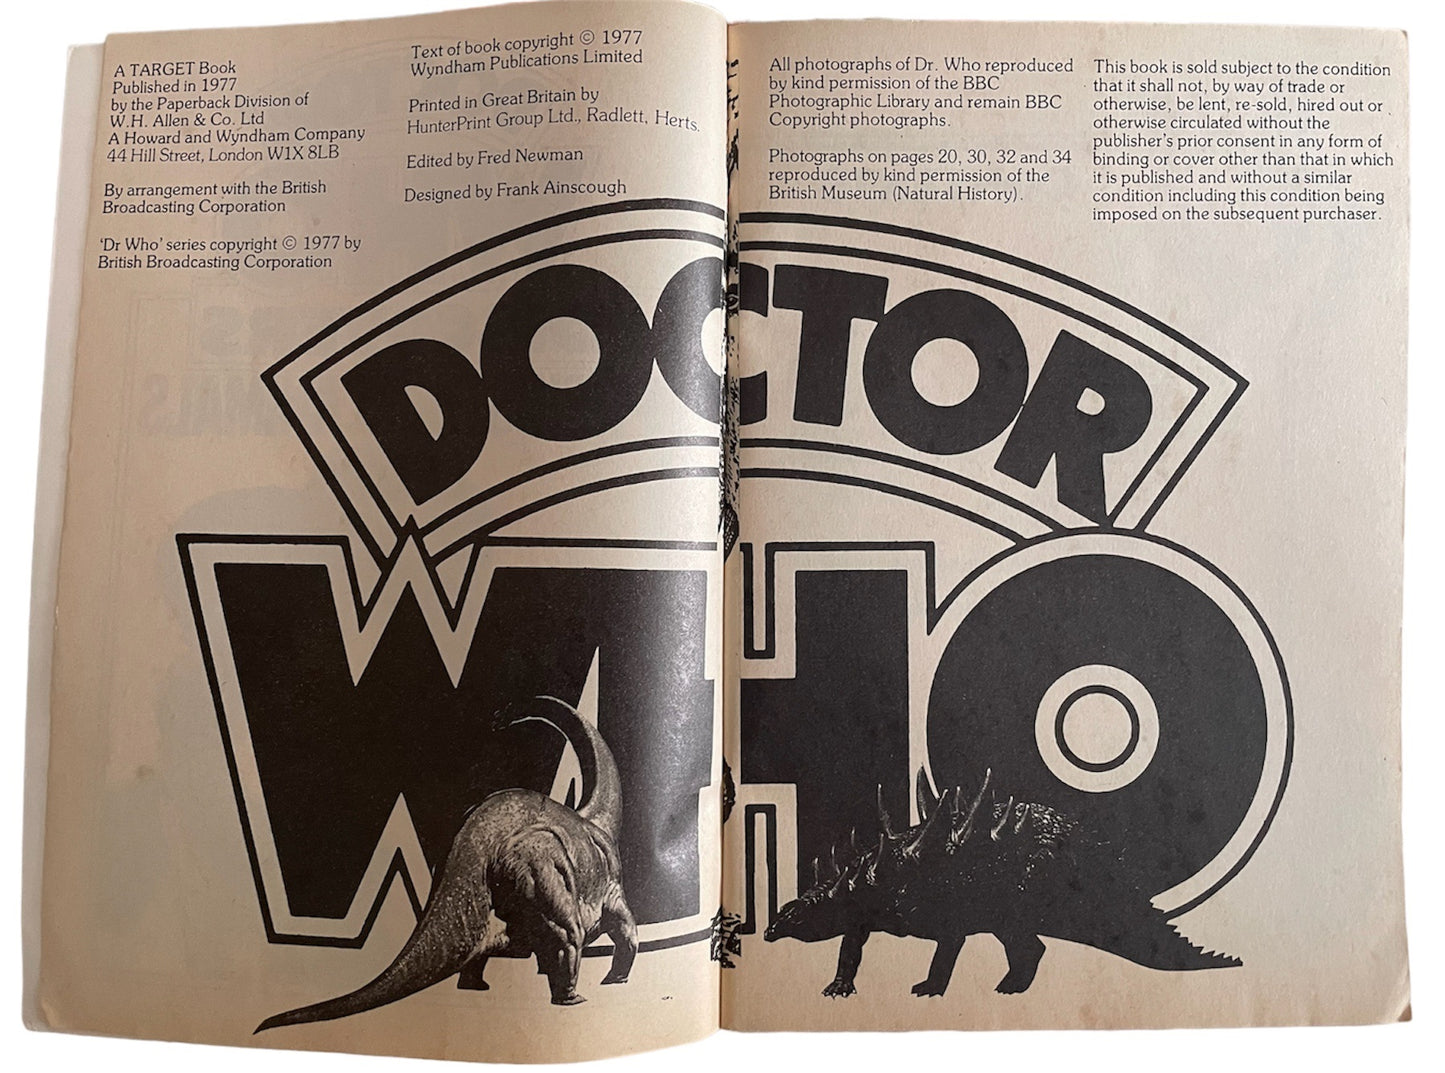 A TARGET Book
Published in 1977
by the Paperback Division of
W.H. Allen & Co. Ltd
A Howard and Wyndham Company
44 Hill Street, London W1X 8LB
By arrangement with the British
Broadcasting Corporation
'Dr Who' series copyright © 1977 by
British Broadcasting Corporation
Text of book copyright © 1977
Wyndham Publications Limited
Printed in Great Britain by
HunterPrint Group Ltd., Radlett, Herts.
Edited by Fred Newman
Designed by Frank Ainscough
All photographs of Dr. Who reproduced
by kind permission of the BBC
Photographic Library and remain BBC
Copyright photographs.
Photographs on pages 20, 30, 32 and 34
reproduced by kind permission of the
British Museum (Natural History).
This book is sold subject to the condition
that it shall not, by way of trade or
otherwise, be lent, re-sold, hired out or
otherwise circulated without the
publisher's prior consent in any form of
binding or cover other than that in which
it is published and without a similar
condition including this condition being
imposed on the subsequent purchaser.
DOCTOR
WHO